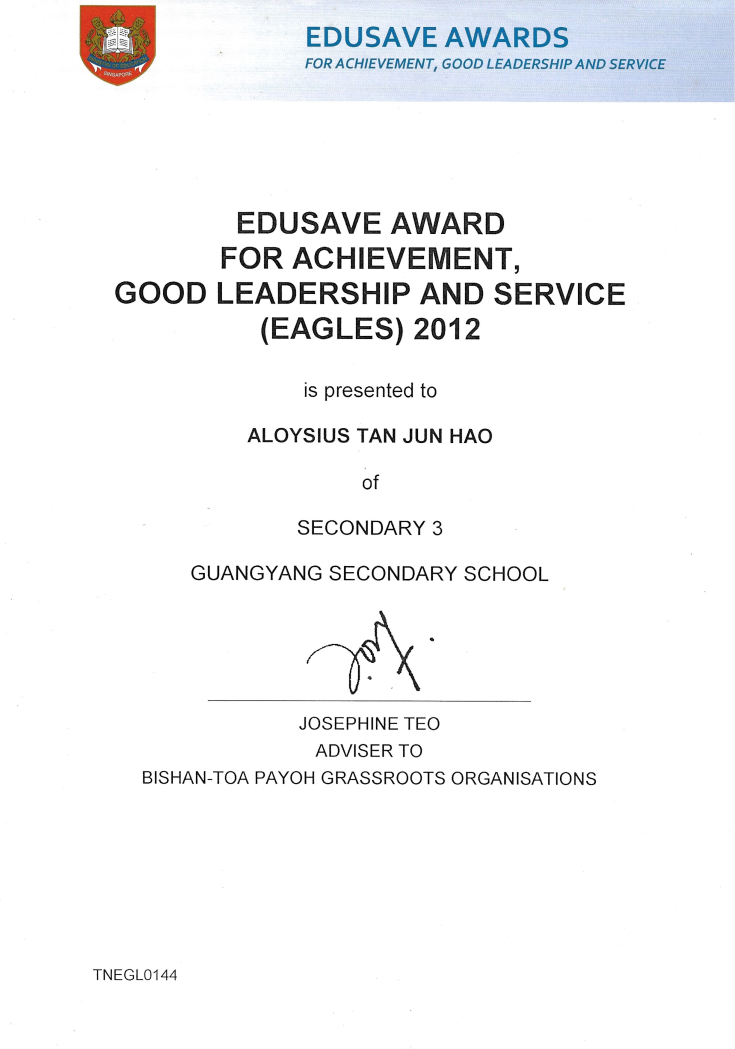 SINGAPORE
EDUSAVE AWARDS
FOR ACHIEVEMENT, GOOD LEADERSHIP AND SERVICE
EDUSAVE AWARD
FOR ACHIEVEMENT,
GOOD LEADERSHIP AND SERVICE
(EAGLES) 2012
is presented to
ALOYSIUS TAN JUN HAO
of
SECONDARY 3
GUANGYANG SECONDARY SCHOOL
JOSEPHINE TEO
ADVISER TO
BISHAN-TOA PAYOH GRASSROOTS ORGANISATIONS
TNEGL0144